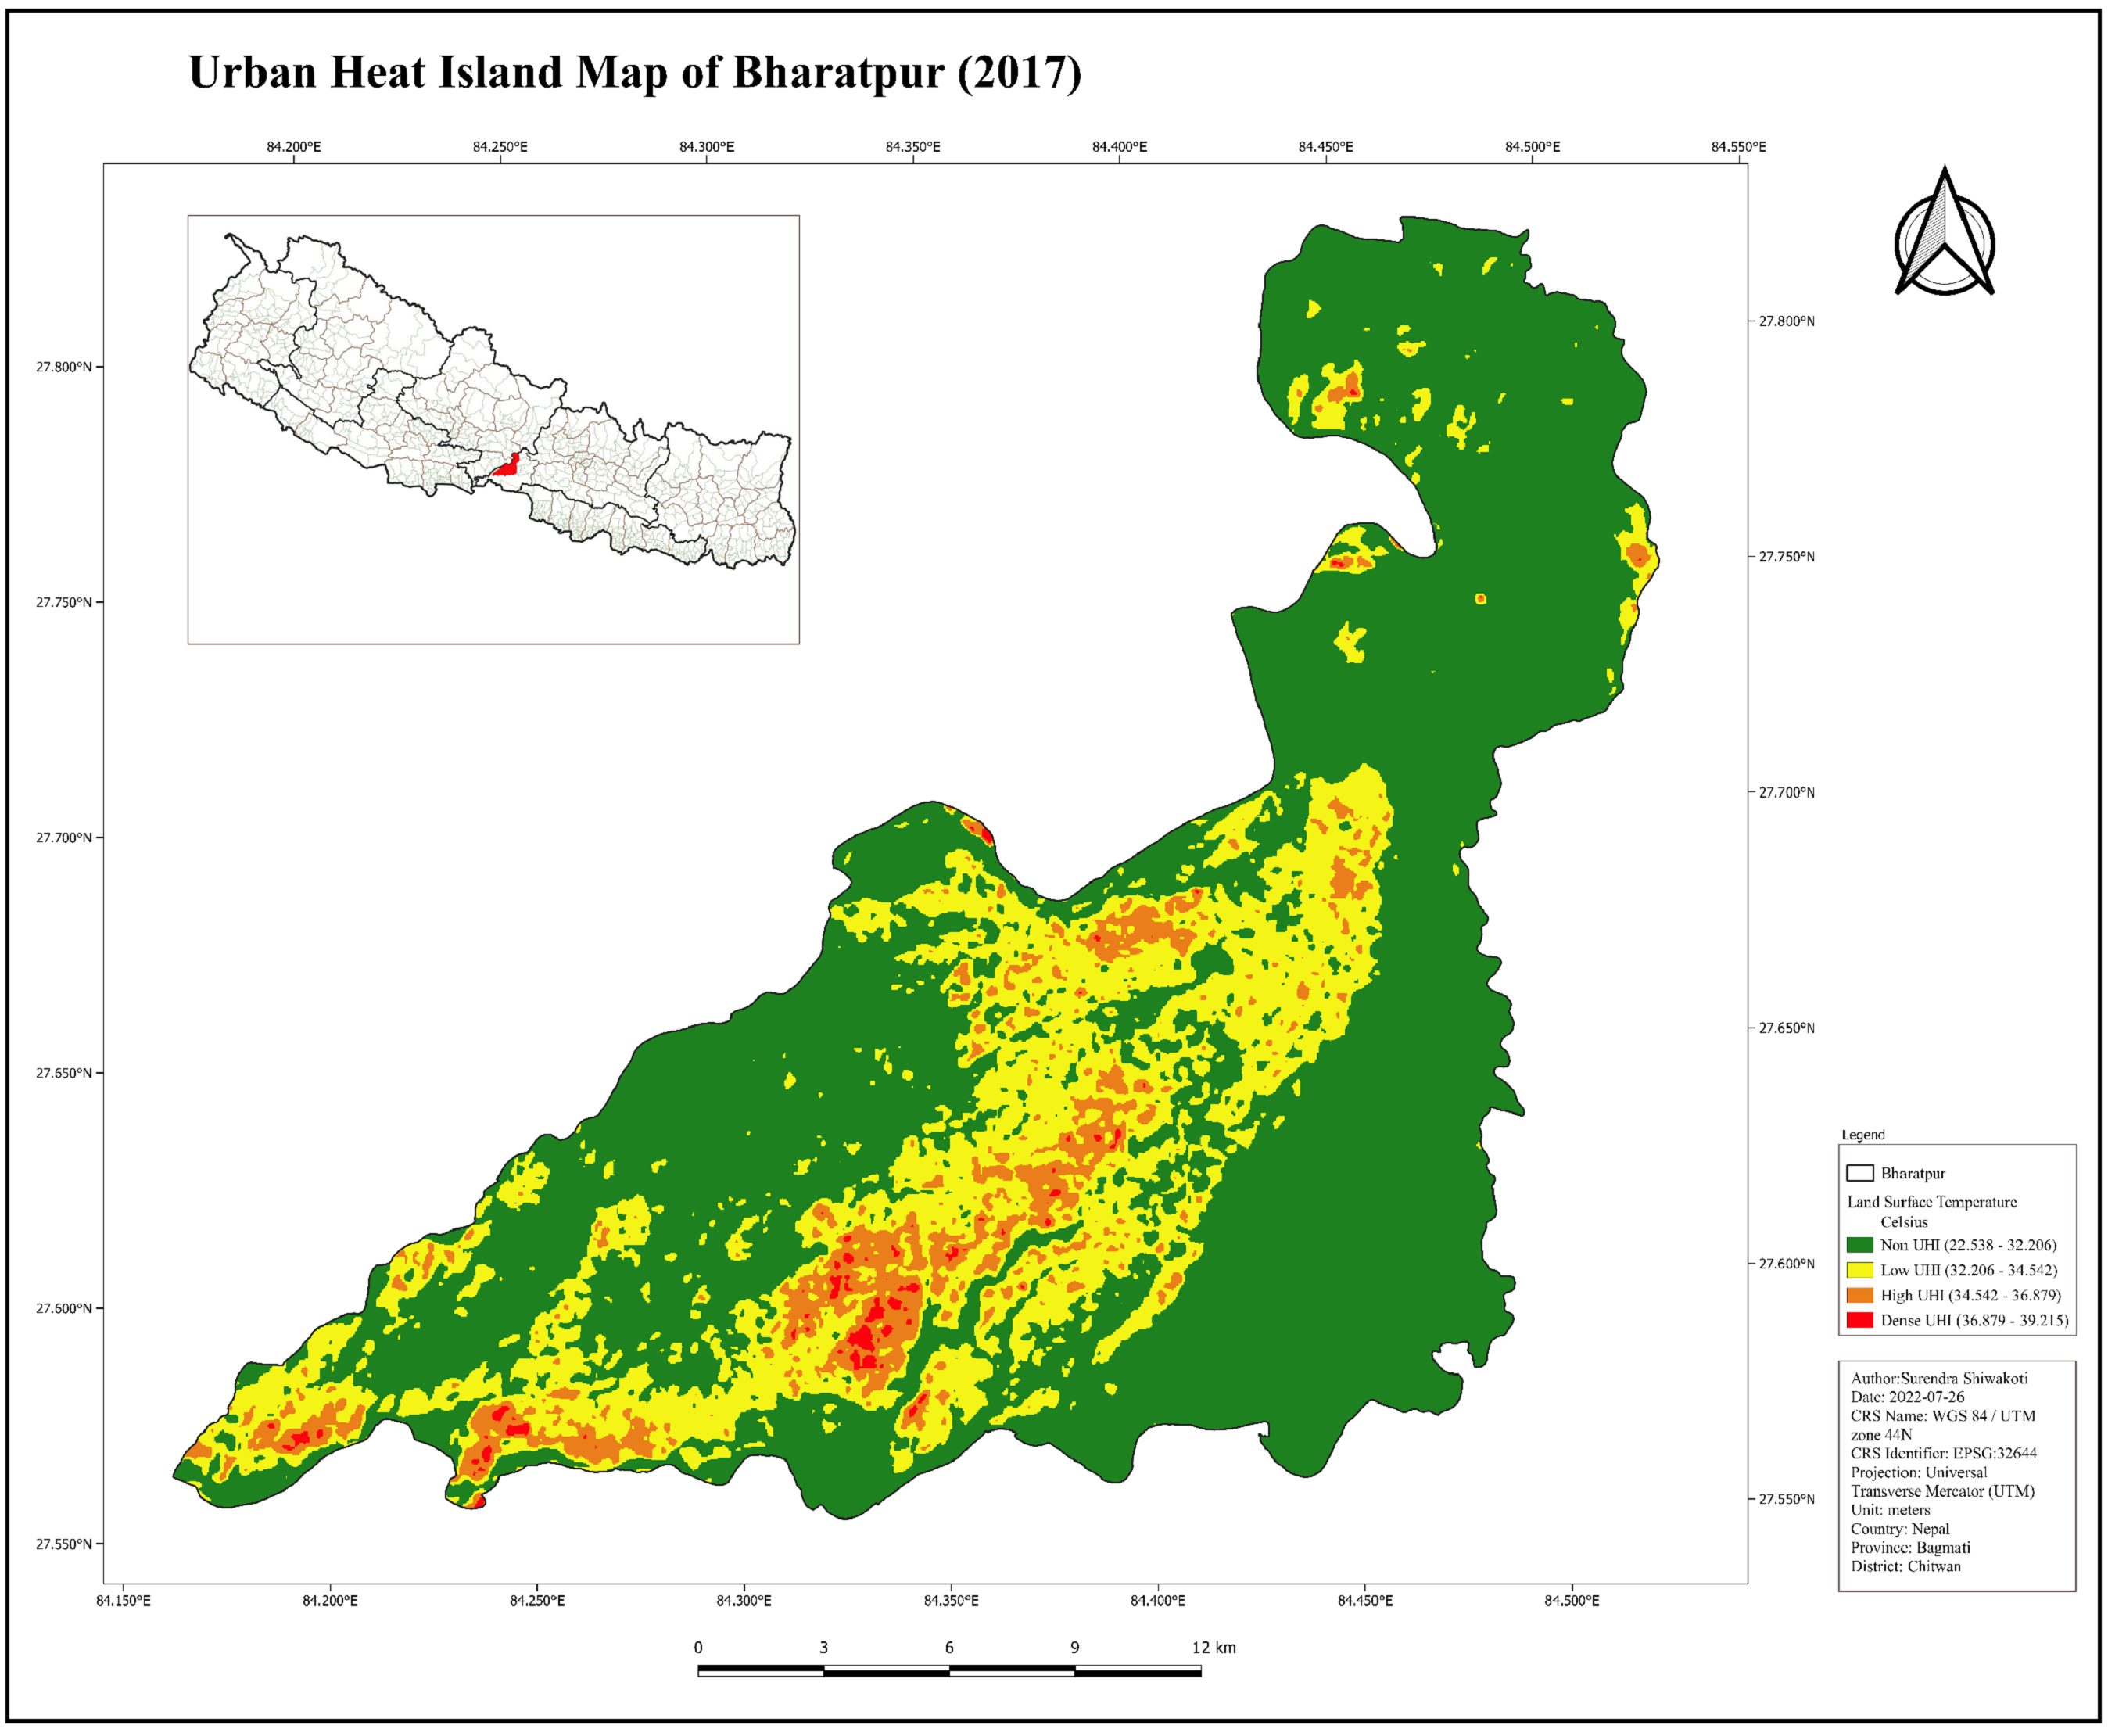 Urban Heat Island Map of Bharatpur (2017)
84.200°E 84.250°E 84.300°E 84.350°E 84.400°E 84.450°E 84.500°E 84.550°E
27.800°N
27.750°N
27.700°N
27.650°N
27.600°N
27.550°N
27.800°N
27.750°N
27.700°N
27.650°N
27.600°N
27.550°N
84.150°E 84.200°E 84.250°E 84.300°E 84.350°E 84.400°E 84.450°E 84.500°E
0 3 6 9 12 km
Legend
Bharatpur
Land Surface Temperature
Celsius
Non UHI (22.538 - 32.206)
Low UHI (32.206 - 34.542)
High UHI (34.542 - 36.879)
Dense UHI (36.879 - 39.215)
Author:Surendra Shiwakoti
Date: 2022-07-26
CRS Name: WGS 84 / UTM
zone 44N
CRS Identifier: EPSG:32644
Projection: Universal
Transverse Mercator (UTM)
Unit: meters
Country: Nepal
Province: Bagmati
District: Chitwan